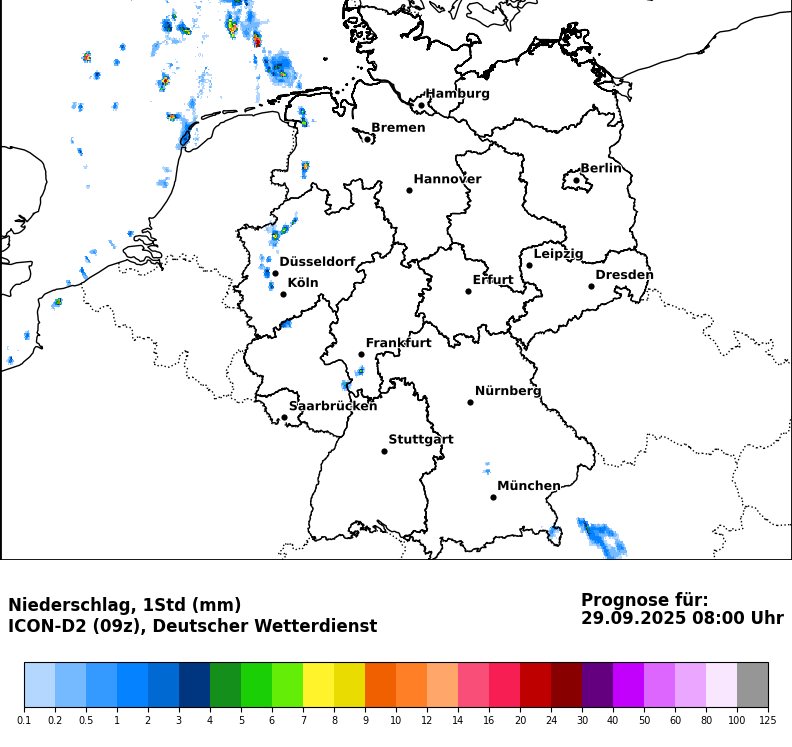 Hamburg
Bremen
Berlin
Hannover
Leipzig
Düsseldorf
Dresden
Erfurt
Köln
Frankfurt
Nürnberg
Saarbrücken
Stuttgart
München
Niederschlag, 1Std (mm)
ICON-D2 (09z), Deutscher Wetterdienst
Prognose für:
29.09.2025 08:00 Uhr
0.1 0.2 0.5 1 2 3 4 5 6 7 8 9 10 12 14 16 20 24 30 40 50 60 80 100 125